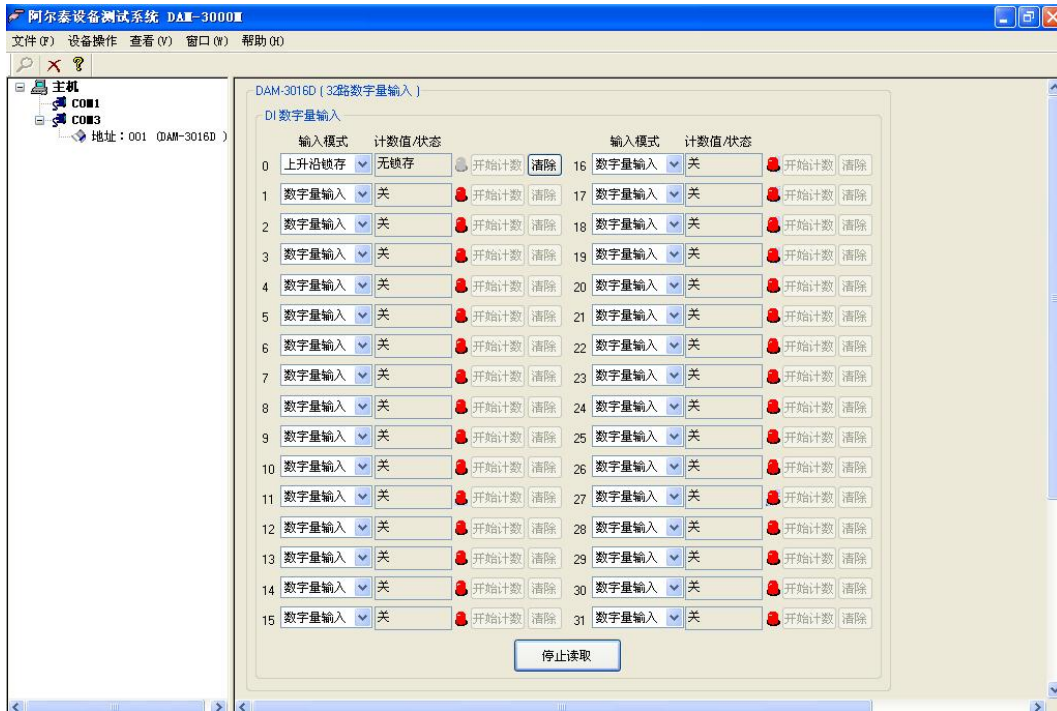 阿尔泰设备测试系统 DAM-3000M
文件(F) 设备操作 查看(V) 窗口(W) 帮助(H)
主机
COM1
COM3
地址：001 (DAM-3016D )
DAM-3016D ( 32路数字量输入 )
DI数字量输入
输入模式 计数值/状态 输入模式 计数值/状态
0 上升沿锁存 无锁存 开始计数 清除 16 数字量输入 关 开始计数 清除
1 数字量输入 关 开始计数 清除 17 数字量输入 关 开始计数 清除
2 数字量输入 关 开始计数 清除 18 数字量输入 关 开始计数 清除
3 数字量输入 关 开始计数 清除 19 数字量输入 关 开始计数 清除
4 数字量输入 关 开始计数 清除 20 数字量输入 关 开始计数 清除
5 数字量输入 关 开始计数 清除 21 数字量输入 关 开始计数 清除
6 数字量输入 关 开始计数 清除 22 数字量输入 关 开始计数 清除
7 数字量输入 关 开始计数 清除 23 数字量输入 关 开始计数 清除
8 数字量输入 关 开始计数 清除 24 数字量输入 关 开始计数 清除
9 数字量输入 关 开始计数 清除 25 数字量输入 关 开始计数 清除
10 数字量输入 关 开始计数 清除 26 数字量输入 关 开始计数 清除
11 数字量输入 关 开始计数 清除 27 数字量输入 关 开始计数 清除
12 数字量输入 关 开始计数 清除 28 数字量输入 关 开始计数 清除
13 数字量输入 关 开始计数 清除 29 数字量输入 关 开始计数 清除
14 数字量输入 关 开始计数 清除 30 数字量输入 关 开始计数 清除
15 数字量输入 关 开始计数 清除 31 数字量输入 关 开始计数 清除
停止读取